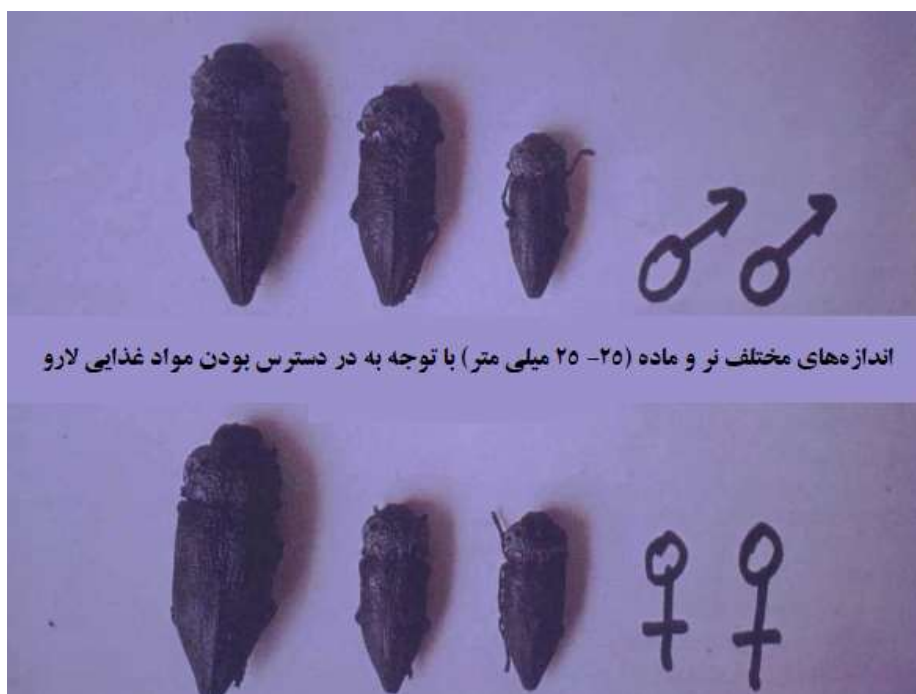 اندازه‌های مختلف نر و ماده (۲۵- ۲۵ میلی متر) با توجه به در دسترس بودن مواد غذایی لارو